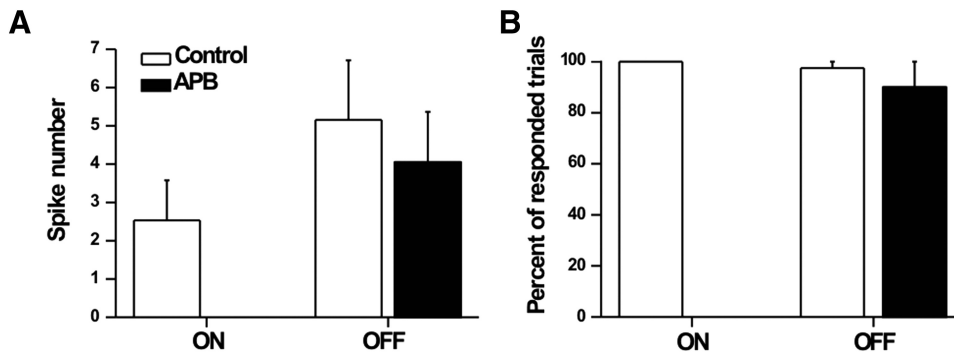 A
B
Control
APB
Spike number
7
6
5
4
3
2
1
0
ON
OFF
Percent of responded trials
100
80
60
40
20
0
ON
OFF